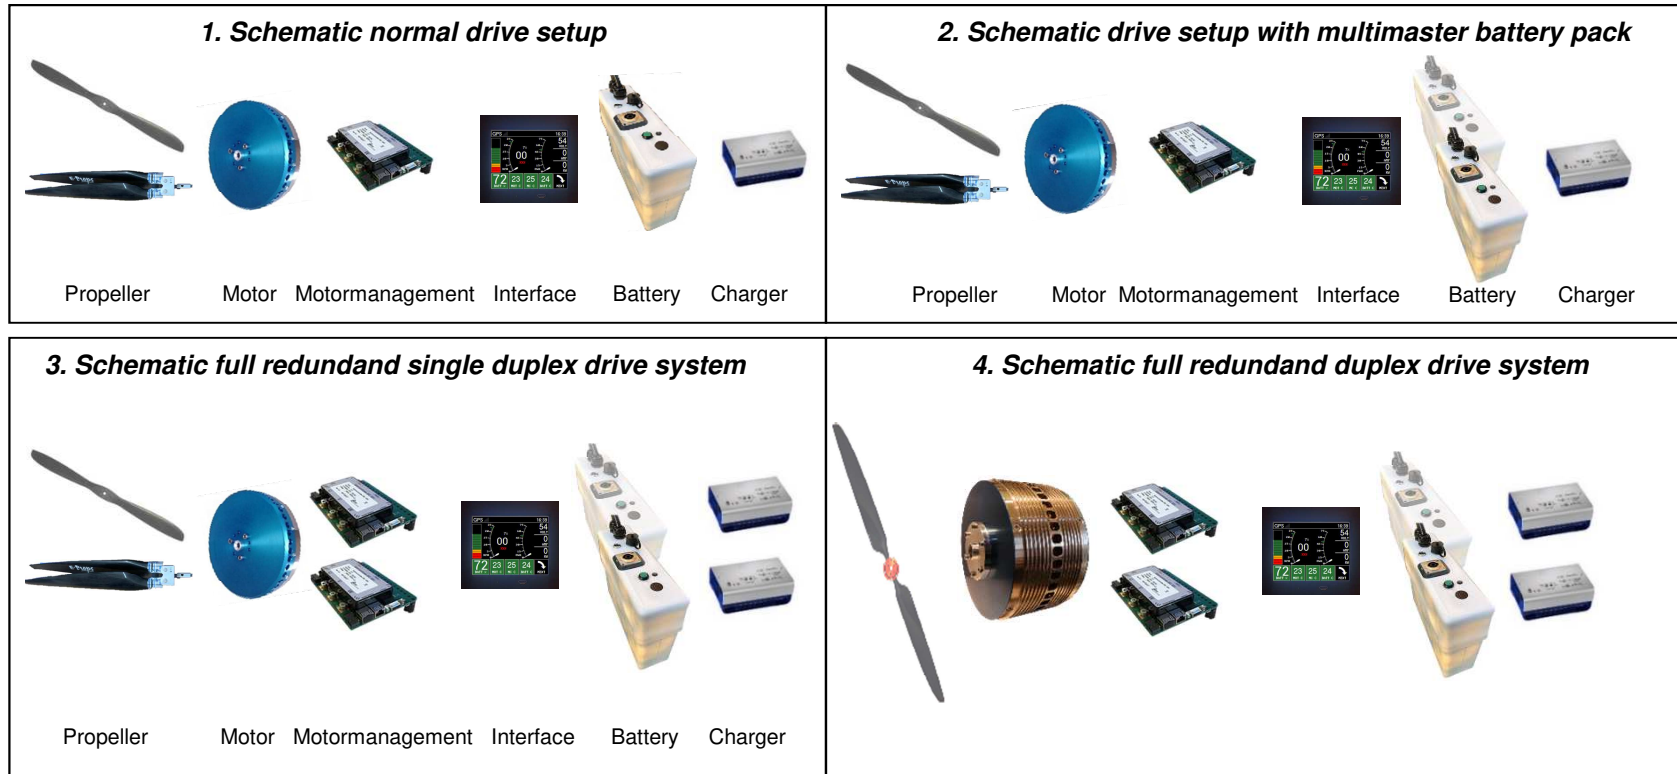 1. Schematic normal drive setup
Propeller Motor Motormanagement Interface Battery Charger
2. Schematic drive setup with multimaster battery pack
Propeller Motor Motormanagement Interface Battery Charger
3. Schematic full redundand single duplex drive system
Propeller Motor Motormanagement Interface Battery Charger
4. Schematic full redundand duplex drive system